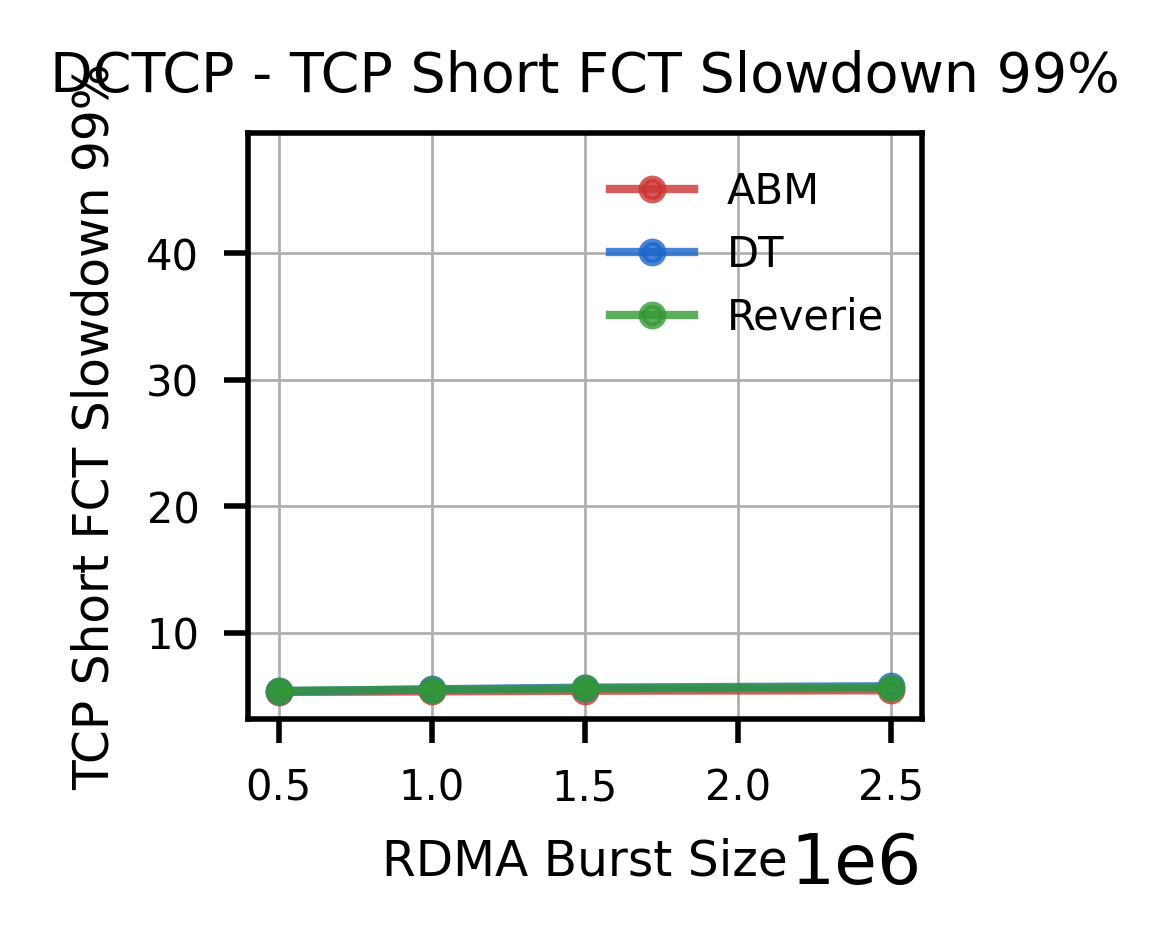 DCTCP - TCP Short FCT Slowdown 99%
TCP Short FCT Slowdown 99%
ABM
DT
Reverie
40
30
20
10
0.5 1.0 1.5 2.0 2.5
RDMA Burst Size 1e6